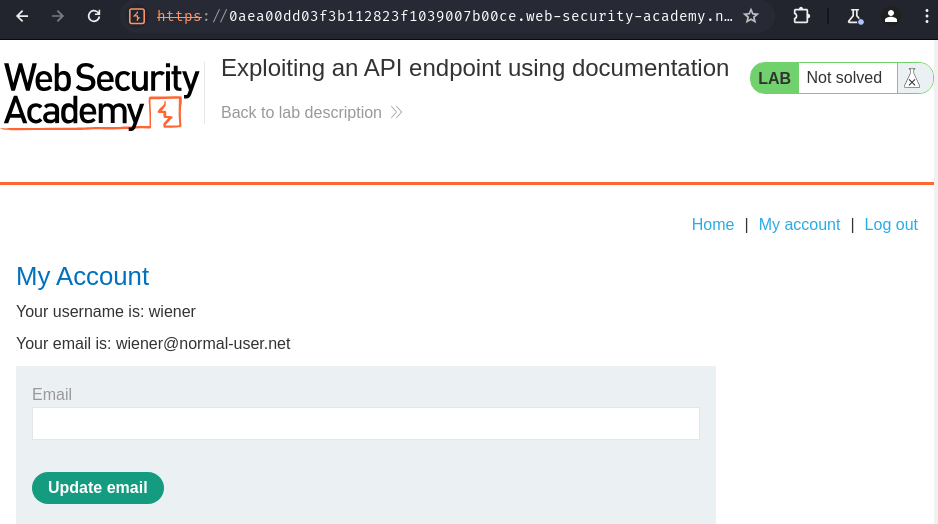 https://0aea00dd03f3b112823f1039007b00ce.web-security-academy.n…
Web Security
Academy
Exploiting an API endpoint using documentation
Back to lab description
LAB Not solved
Home | My account | Log out
My Account
Your username is: wiener
Your email is: wiener@normal-user.net
Email
Update email